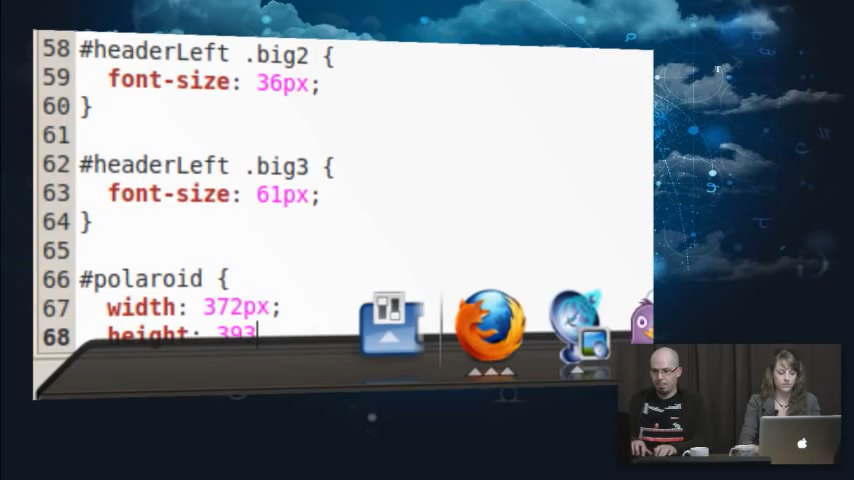 58 #headerLeft .big2 {
59 font-size: 36px;
60 }
61
62 #headerLeft .big3 {
63 font-size: 61px;
64 }
65
66 #polaroid {
67 width: 372px;
68 height: 393